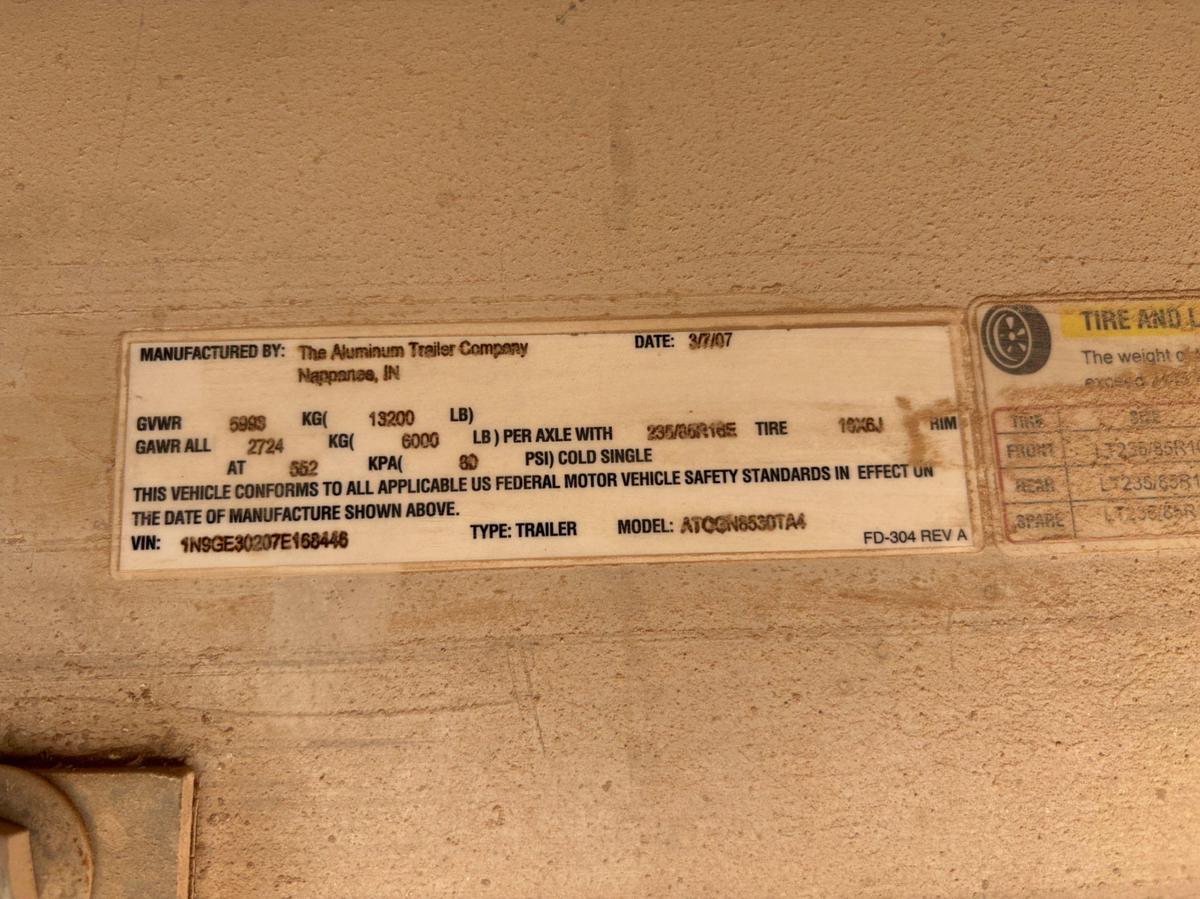 MANUFACTURED BY: The Aluminum Trailer Company DATE: 3/7/07
Nappanee, IN
GVWR 5993 KG( 13200 LB)
GAWR ALL 2724 KG( 6000 LB ) PER AXLE WITH 235/85R16E TIRE 16X6J RIM
AT 552 KPA( 80 PSI) COLD SINGLE
THIS VEHICLE CONFORMS TO ALL APPLICABLE US FEDERAL MOTOR VEHICLE SAFETY STANDARDS IN EFFECT ON
THE DATE OF MANUFACTURE SHOWN ABOVE.
VIN: 1N9GE30207E168446 TYPE: TRAILER MODEL:
FD-304 REV A
TIRE AND L
The weight
TIRE SIZE
FRONT LT235/85R1
REAR LT235/85R1
SPARE LT235/85R